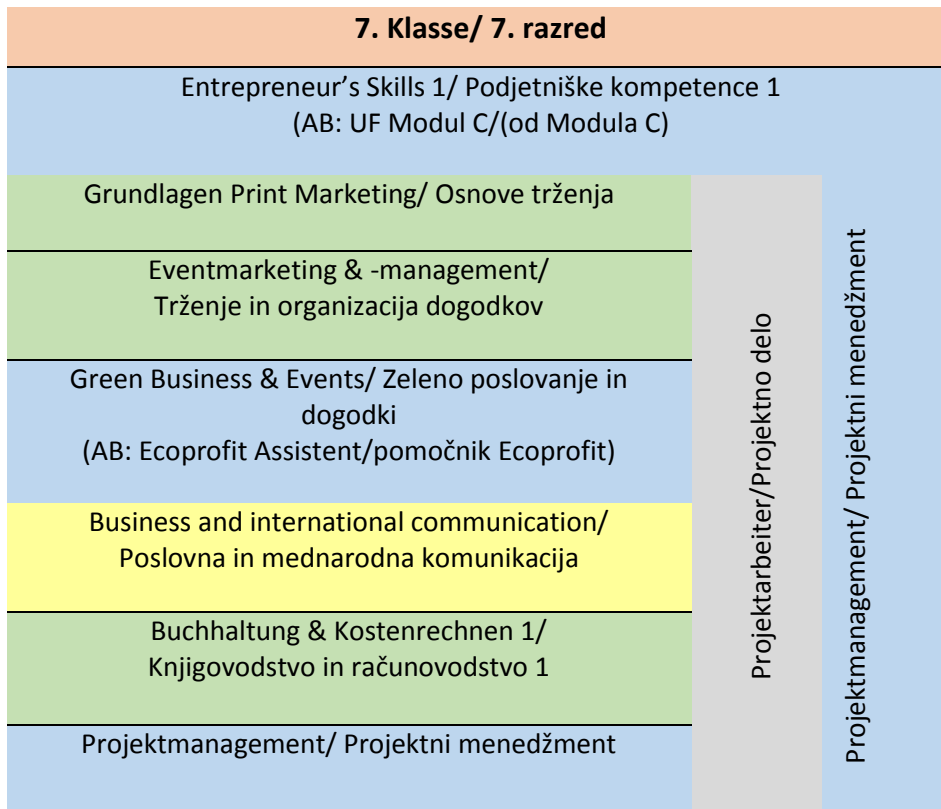 7. Klasse/ 7. razred
Entrepreneur’s Skills 1/ Podjetniške kompetence 1
(AB: UF Modul C/(od Modula C)
Grundlagen Print Marketing/ Osnove trženja
Eventmarketing & -management/
Trženje in organizacija dogodkov
Green Business & Events/ Zeleno poslovanje in
dogodki
(AB: Ecoprofit Assistent/pomočnik Ecoprofit)
Business and international communication/
Poslovna in mednarodna komunikacija
Buchhaltung & Kostenrechnen 1/
Knjigovodstvo in računovodstvo 1
Projektmanagement/ Projektni menedžment
Projektarbeiter/Projektno delo
Projektmanagement/ Projektni menedžment